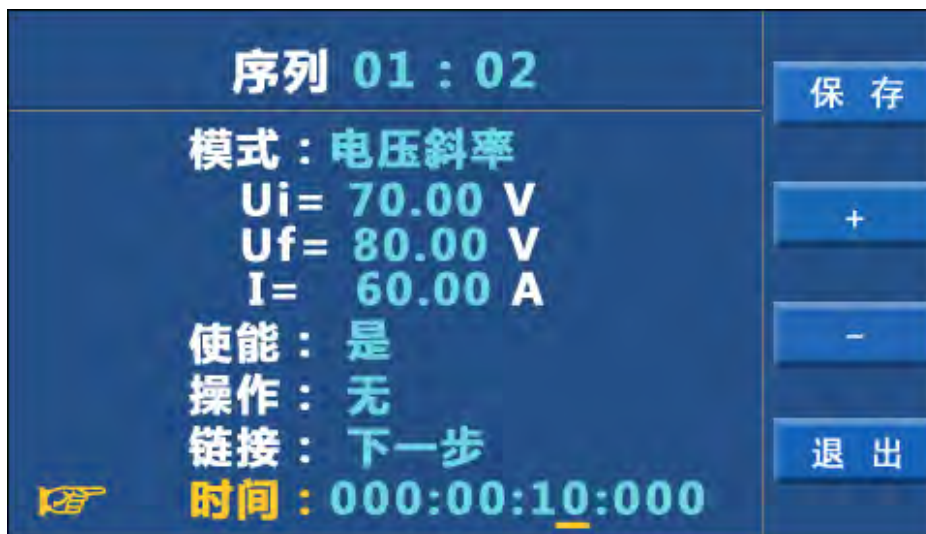 序列 01 : 02
模式：电压斜率
Ui= 70.00 V
Uf= 80.00 V
I= 60.00 A
使能： 是
操作： 无
链接： 下一步
时间：000:00:10:000
保 存
+
-
退 出